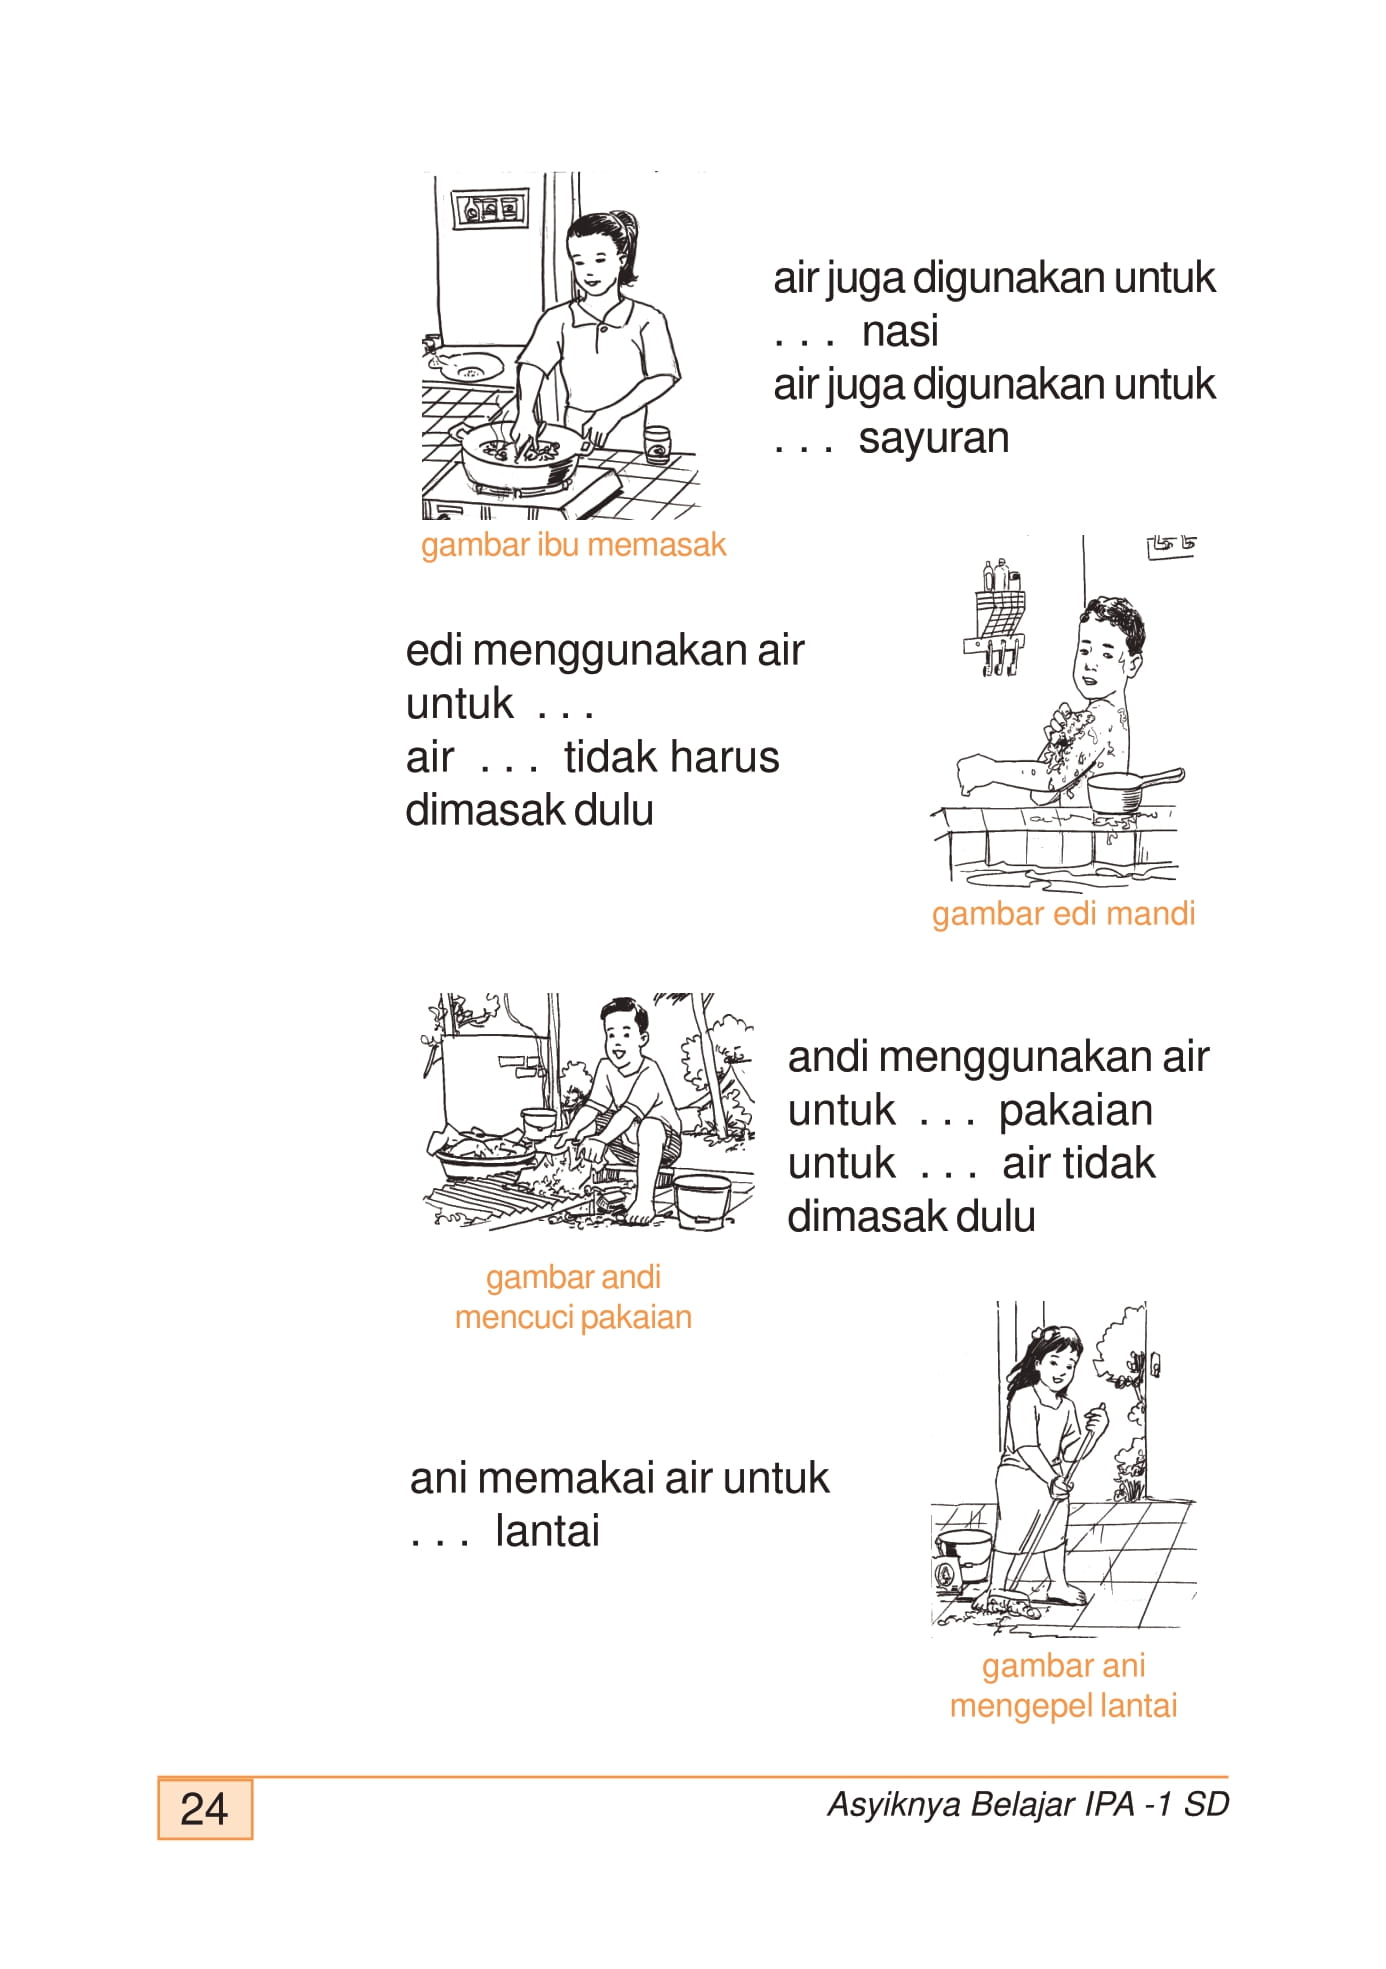 air juga digunakan untuk
. . . nasi
air juga digunakan untuk
. . . sayuran
gambar ibu memasak
edi menggunakan air
untuk . . .
air . . . tidak harus
dimasak dulu
gambar edi mandi
andi menggunakan air
untuk . . . pakaian
untuk . . . air tidak
dimasak dulu
gambar andi
mencuci pakaian
ani memakai air untuk
. . . lantai
gambar ani
mengepel lantai
24
Asyiknya Belajar IPA -1 SD